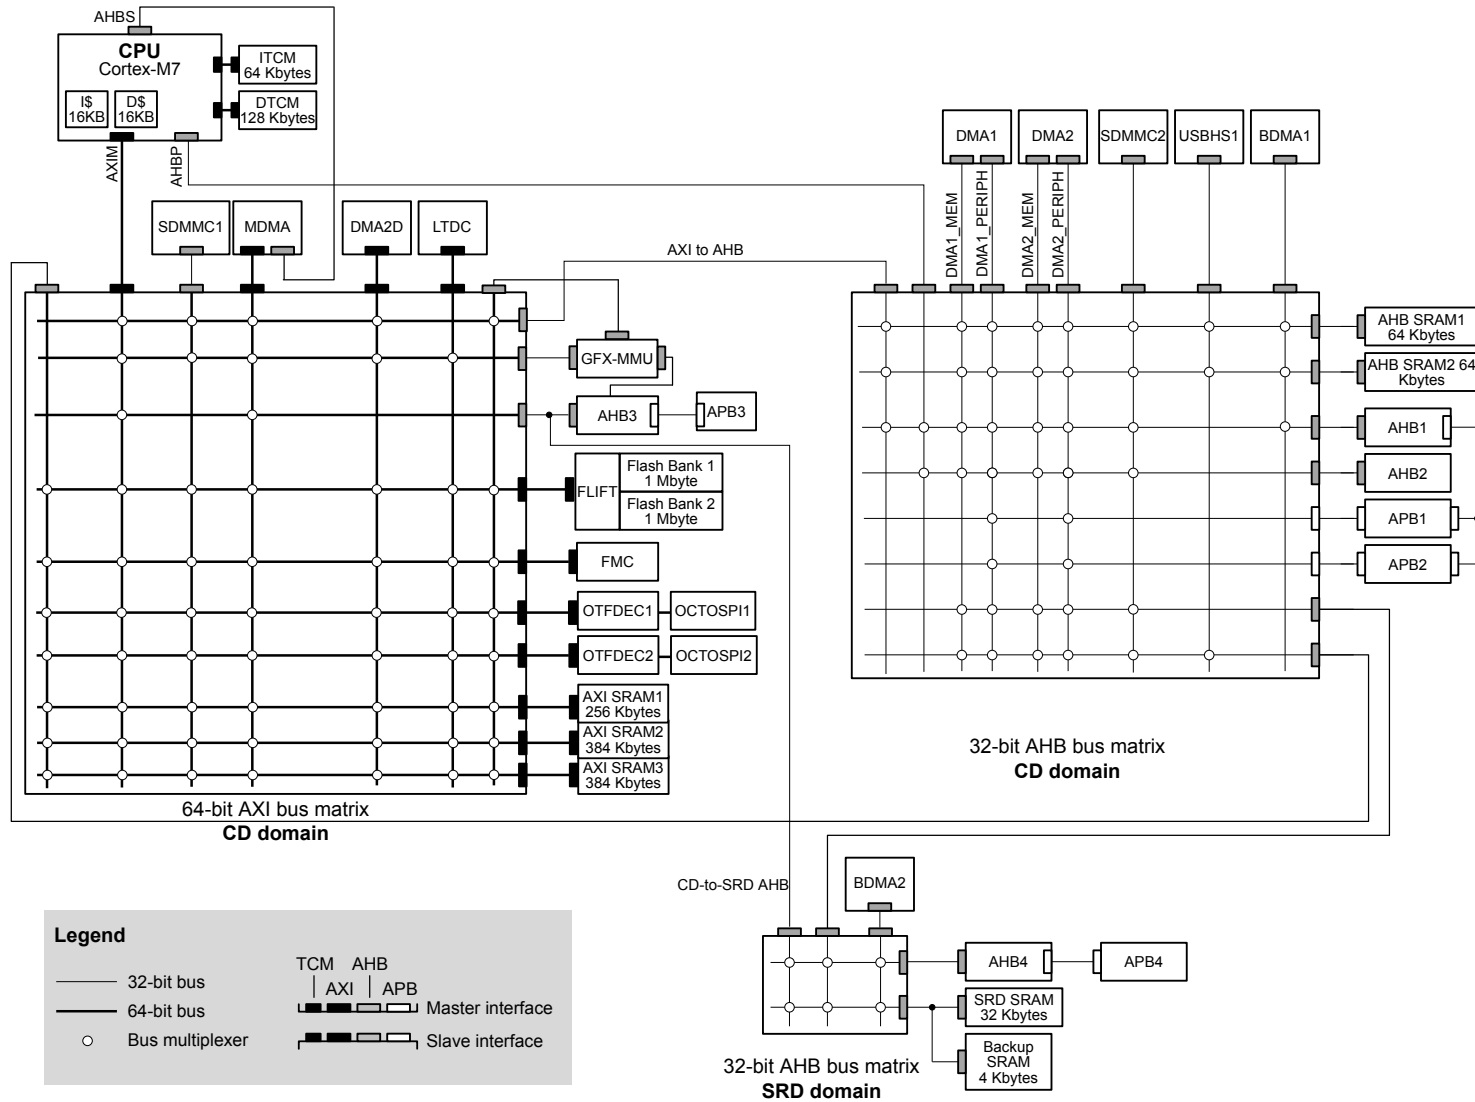 AHBS
CPU
Cortex-M7
I$
16KB
D$
16KB
ITCM
64 Kbytes
DTCM
128 Kbytes
AXIM
AHBP
SDMMC1
MDMA
DMA2D
LTDC
AXI to AHB
DMA1
DMA2
SDMMC2
USBHS1
BDMA1
DMA1_MEM
DMA1_PERIPH
DMA2_MEM
DMA2_PERIPH
GFX-MMU
AHB3
APB3
FLIFT
Flash Bank 1
1 Mbyte
Flash Bank 2
1 Mbyte
FMC
OTFDEC1
OCTOSPI1
OTFDEC2
OCTOSPI2
AXI SRAM1
256 Kbytes
AXI SRAM2
384 Kbytes
AXI SRAM3
384 Kbytes
64-bit AXI bus matrix
CD domain
AHB SRAM1
64 Kbytes
AHB SRAM2 64
Kbytes
AHB1
AHB2
APB1
APB2
32-bit AHB bus matrix
CD domain
CD-to-SRD AHB
BDMA2
AHB4
APB4
SRD SRAM
32 Kbytes
Backup
SRAM
4 Kbytes
32-bit AHB bus matrix
SRD domain
Legend
32-bit bus
64-bit bus
Bus multiplexer
TCM
AHB
AXI
APB
Master interface
Slave interface